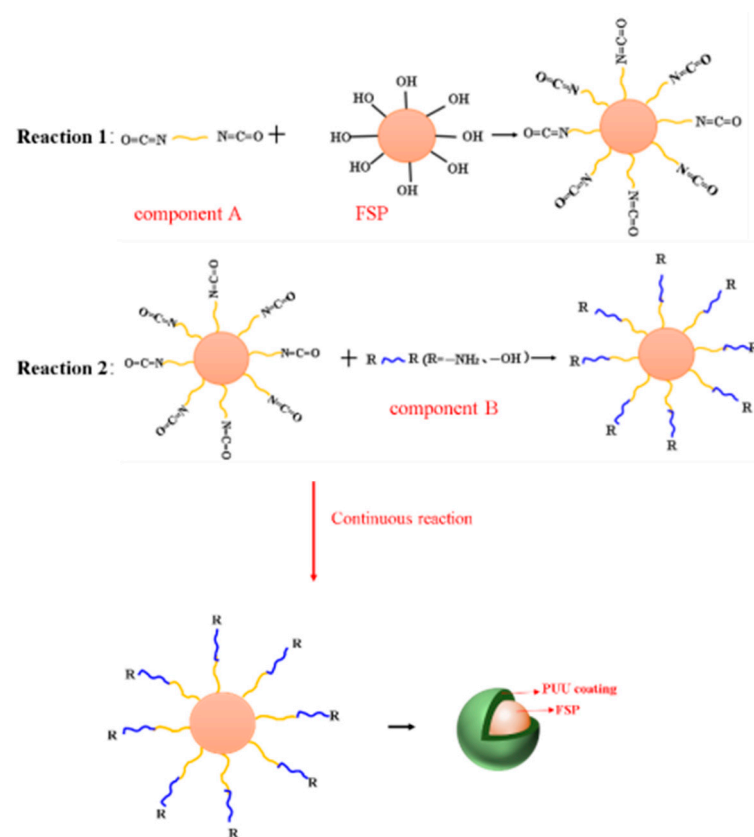 N=C=O
O=C=N
N=C=O
OH
HO
OH
Reaction 1:
O=C=N
N=C=O
+
HO
OH
O=C=N
N=C=O
HO
OH
OH
O=C=N
N=C=O
N=C=O
component A
FSP
N=C=O
O=C=N
N=C=O
R
R
R
Reaction 2:
O=C=N
N=C=O
+
R
R (R=-NH₂、-OH)
R
R
component B
O=C=N
N=C=O
N=C=O
R
R
R
Continuous reaction
R
R
R
R
R
PUU coating
FSP
R
R
R